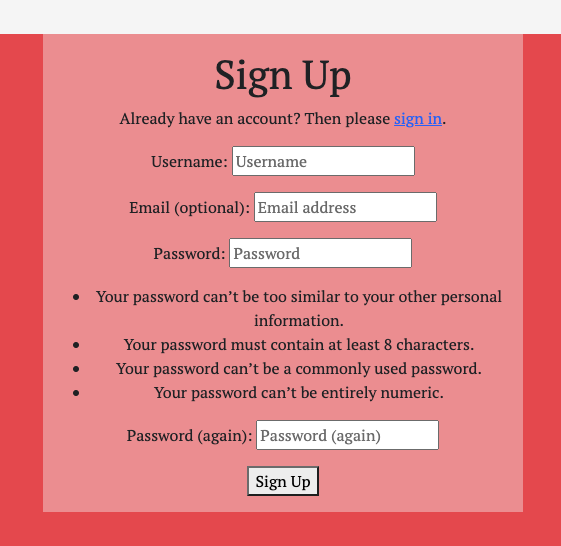 Sign Up
Already have an account? Then please sign in.
Username: Username
Email (optional): Email address
Password: Password
• Your password can’t be too similar to your other personal
information.
• Your password must contain at least 8 characters.
• Your password can’t be a commonly used password.
• Your password can’t be entirely numeric.
Password (again): Password (again)
Sign Up